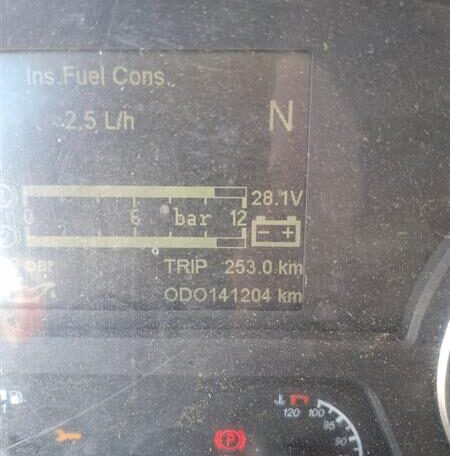 Ins.Fuel Cons.
2.5 L/h
N
28.1V
0 6 bar 12
- +
bar
TRIP 253.0 km
ODO141204 km
120 100
95
90
P